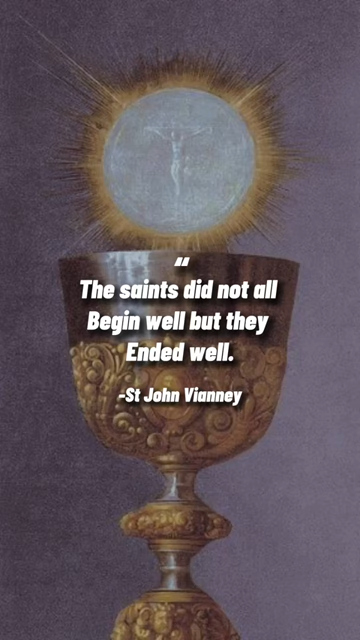 “
The saints did not all
Begin well but they
Ended well.
-St John Vianney